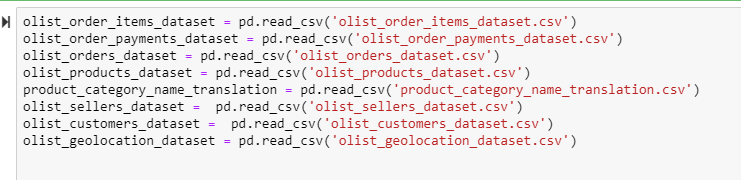 olist_order_items_dataset = pd.read_csv('olist_order_items_dataset.csv')
olist_order_payments_dataset = pd.read_csv('olist_order_payments_dataset.csv')
olist_orders_dataset = pd.read_csv('olist_orders_dataset.csv')
olist_products_dataset = pd.read_csv('olist_products_dataset.csv')
product_category_name_translation = pd.read_csv('product_category_name_translation.csv')
olist_sellers_dataset =  pd.read_csv('olist_sellers_dataset.csv')
olist_customers_dataset =  pd.read_csv('olist_customers_dataset.csv')
olist_geolocation_dataset = pd.read_csv('olist_geolocation_dataset.csv')